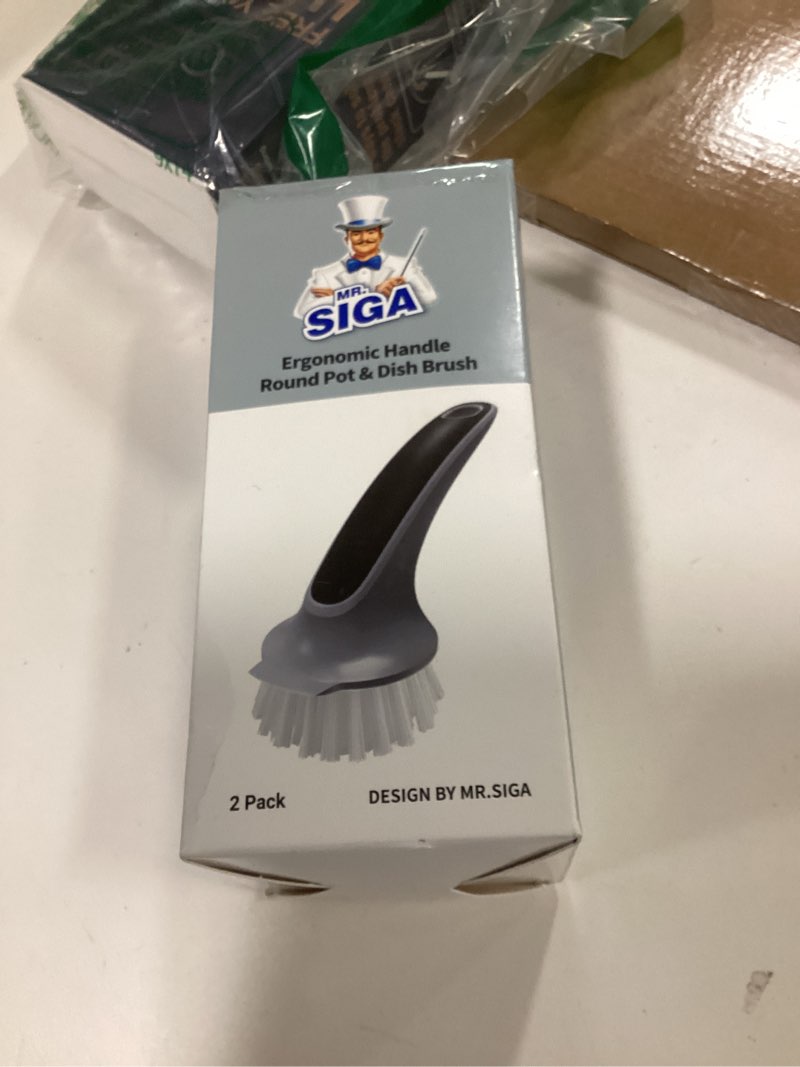 MR.
SIGA
Ergonomic Handle
Round Pot & Dish Brush
2 Pack
DESIGN BY MR.SIGA